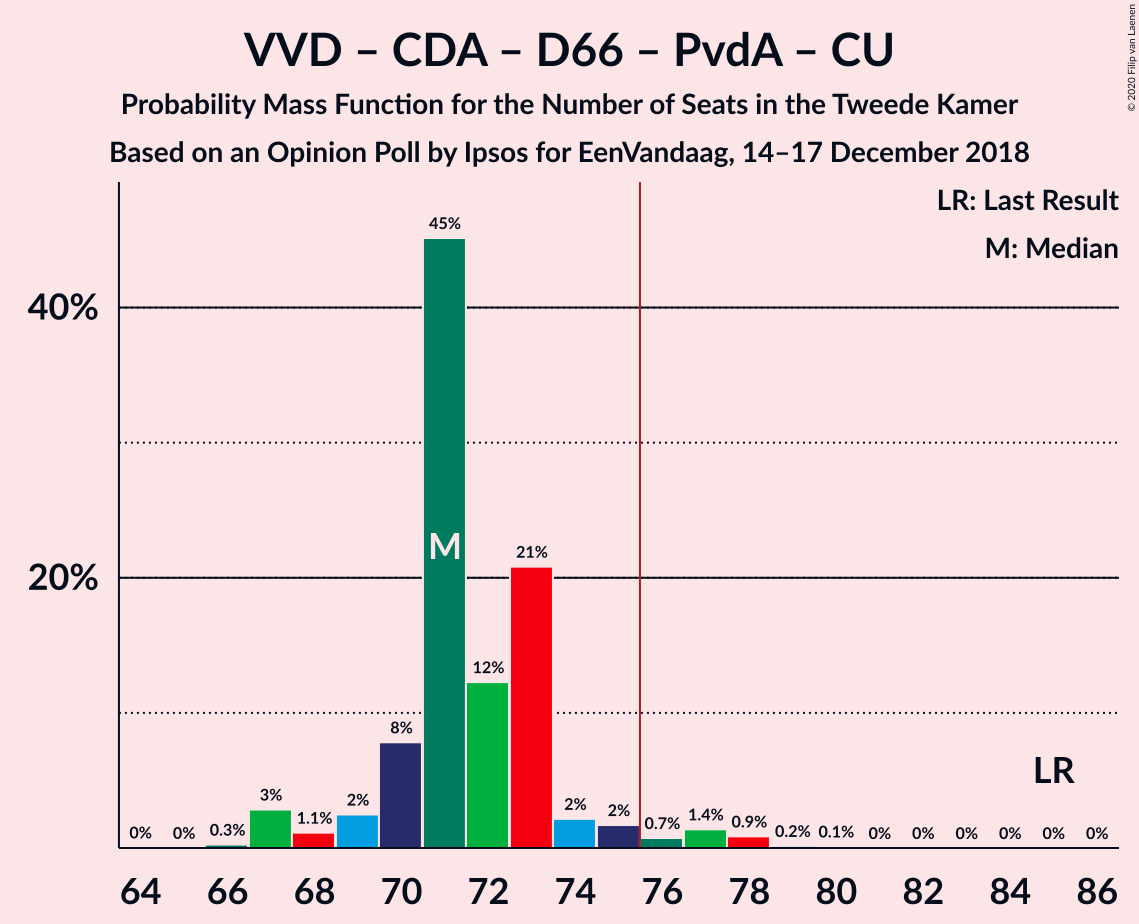 VVD – CDA – D66 – PvdA – CU
Probability Mass Function for the Number of Seats in the Tweede Kamer
Based on an Opinion Poll by Ipsos for EenVandaag, 14–17 December 2018
© 2020 Filip van Laenen
LR: Last Result
M: Median
40%
20%
0% 0% 0.3% 3% 1.1% 2% 8% 45% 12% 21% 2% 2% 0.7% 1.4% 0.9% 0.2% 0.1% 0% 0% 0% 0% 0% 0%
M
LR
64 66 68 70 72 74 76 78 80 82 84 86